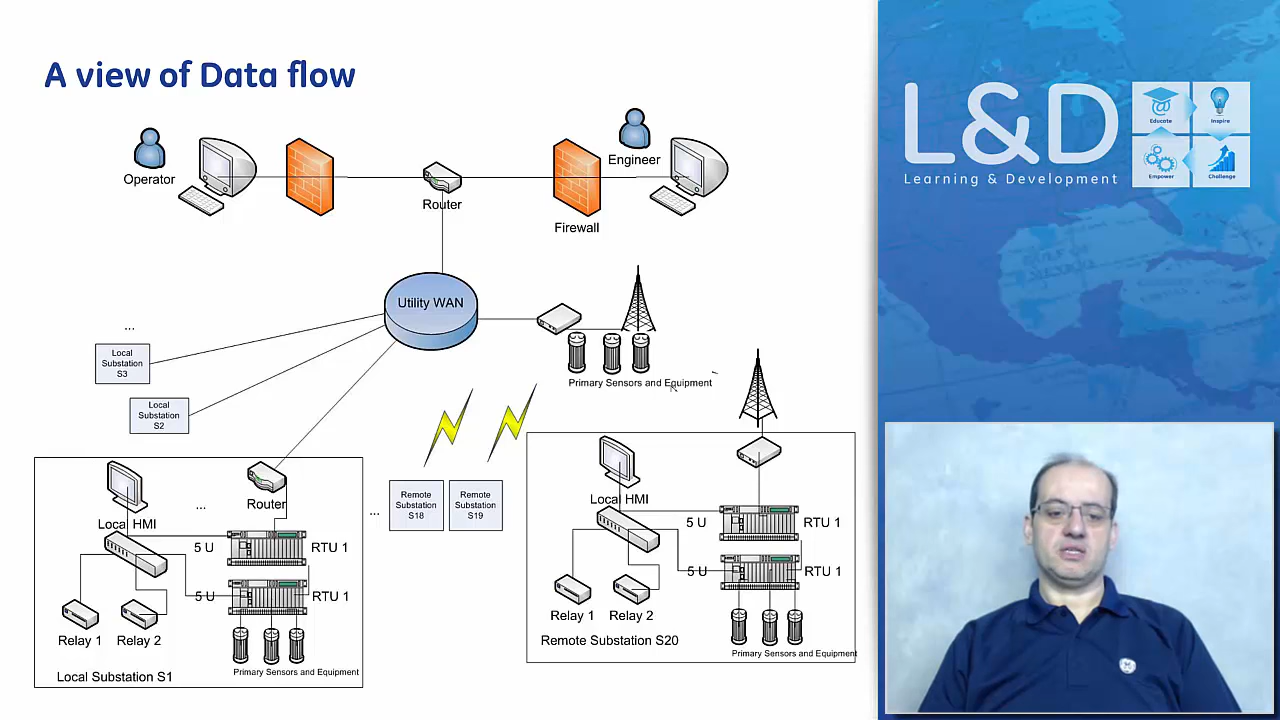 A view of Data flow
Operator
Router
Engineer
Firewall
Utility WAN
Primary Sensors and Equipment
...
Local
Substation
S3
Local
Substation
S2
Local HMI
...
Router
5 U
RTU 1
5 U
RTU 1
Relay 1
Relay 2
Primary Sensors and Equipment
Local Substation S1
...
Remote
Substation
S18
Remote
Substation
S19
Local HMI
5 U
RTU 1
5 U
RTU 1
Relay 1
Relay 2
Remote Substation S20
Primary Sensors and Equipment
L&D
Learning & Development
Educate
Inspire
Empower
Challenge